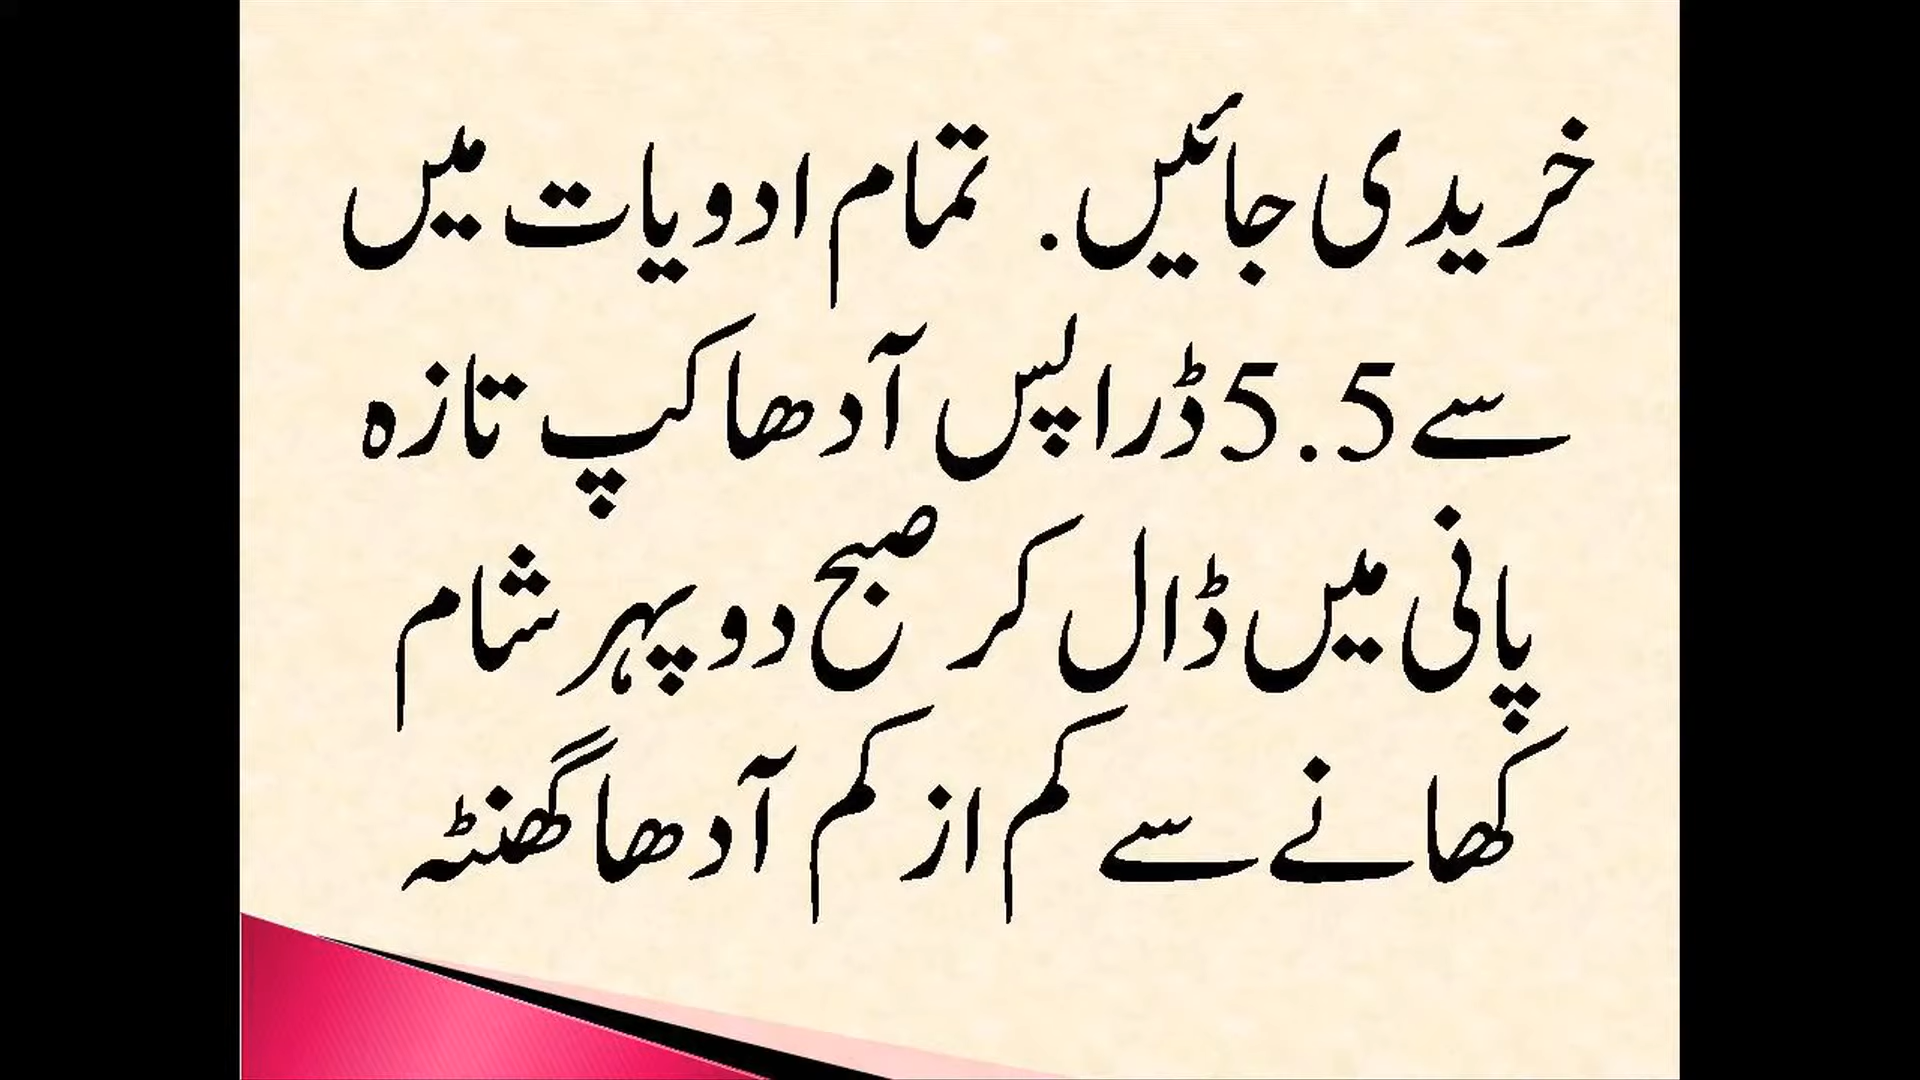 خریدی جائیں. تمام ادویات میں
سے 5.5 ڈراپس آدھا کپ تازہ
پانی میں ڈال کر صبح دوپہر شام
کھانے سے کم از کم آدھا گھنٹہ